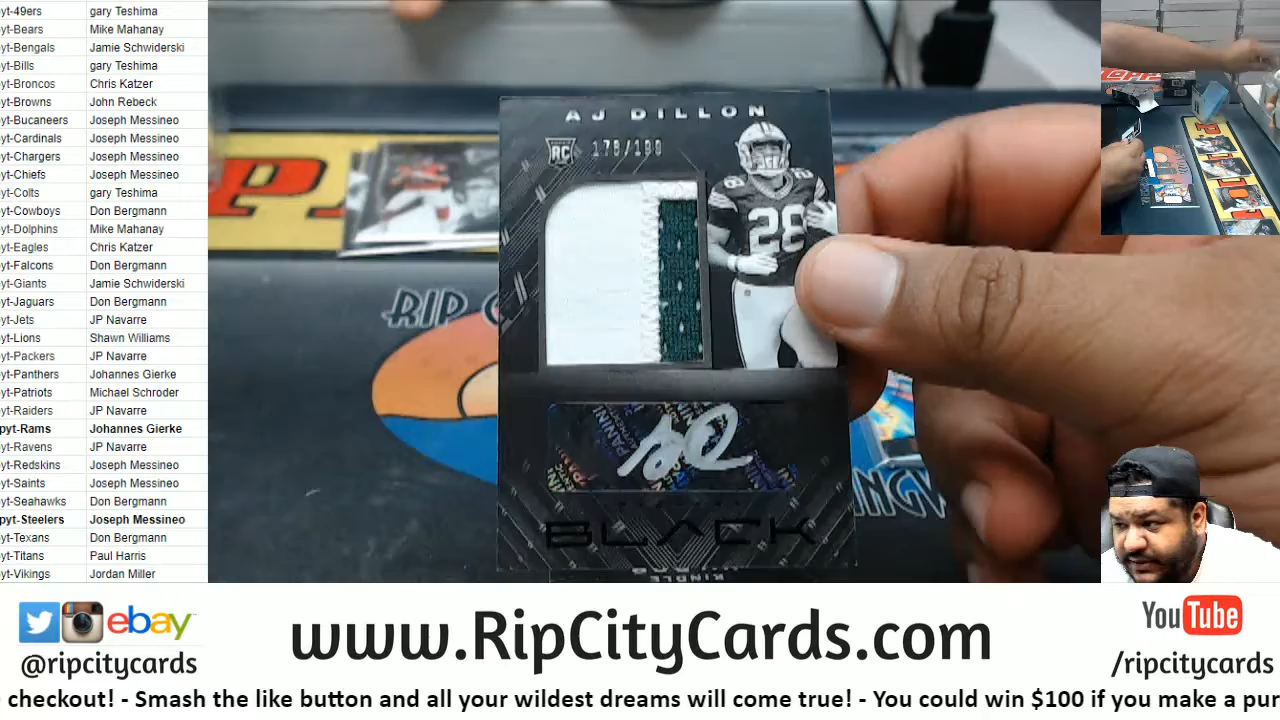 yt-49ers gary Teshima
yt-Bears Mike Mahanay
yt-Bengals Jamie Schwiderski
yt-Bills gary Teshima
yt-Broncos Chris Katzer
yt-Browns John Rebeck
yt-Bucaneers Joseph Messineo
yt-Cardinals Joseph Messineo
yt-Chargers Joseph Messineo
yt-Chiefs Joseph Messineo
yt-Colts gary Teshima
yt-Cowboys Don Bergmann
yt-Dolphins Mike Mahanay
yt-Eagles Chris Katzer
yt-Falcons Don Bergmann
yt-Giants Jamie Schwiderski
yt-Jaguars Don Bergmann
yt-Jets JP Navarre
yt-Lions Shawn Williams
yt-Packers JP Navarre
yt-Panthers Johannes Gierke
yt-Patriots Michael Schroder
yt-Raiders JP Navarre
pyt-Rams Johannes Gierke
yt-Ravens JP Navarre
yt-Redskins Joseph Messineo
yt-Saints Joseph Messineo
yt-Seahawks Don Bergmann
pyt-Steelers Joseph Messineo
yt-Texans Don Bergmann
yt-Titans Paul Harris
yt-Vikings Jordan Miller
AJ DILLON
RC
28 28
28
RIP C
PANINI
BLACK
ebay
@ripcitycards
www.RipCityCards.com
YouTube
/ripcitycards
checkout! - Smash the like button and all your wildest dreams will come true! - You could win $100 if you make a pur